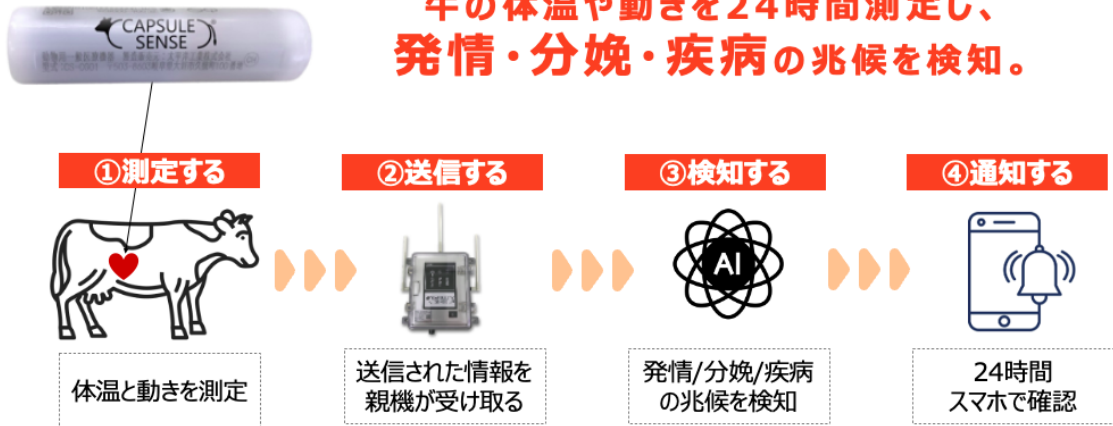 CAPSULE
SENSE
牛の体温や動きを24時間測定し、
発情・分娩・疾病の兆候を検知。
①測定する
②送信する
③検知する
④通知する
AI
体温と動きを測定
送信された情報を
親機が受け取る
発情/分娩/疾病
の兆候を検知
24時間
スマホで確認